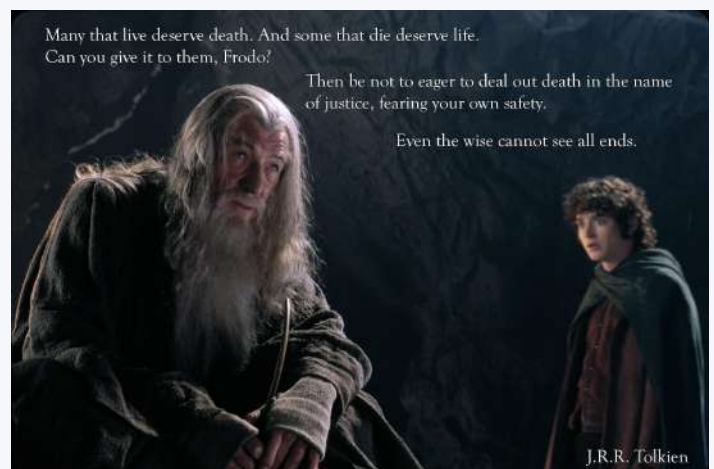 Many that live deserve death. And some that die deserve life.
Can you give it to them, Frodo?
Then be not to eager to deal out death in the name
of justice, fearing your own safety.
Even the wise cannot see all ends.
J.R.R. Tolkien